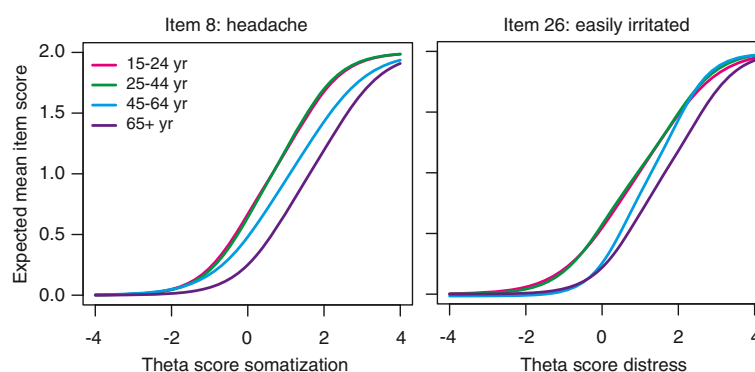 Item 8: headache
Item 26: easily irritated
Expected mean item score
2.0
1.5
1.0
0.5
0.0
15-24 yr
25-44 yr
45-64 yr
65+ yr
-4 -2 0 2 4
-4 -2 0 2 4
Theta score somatization
Theta score distress